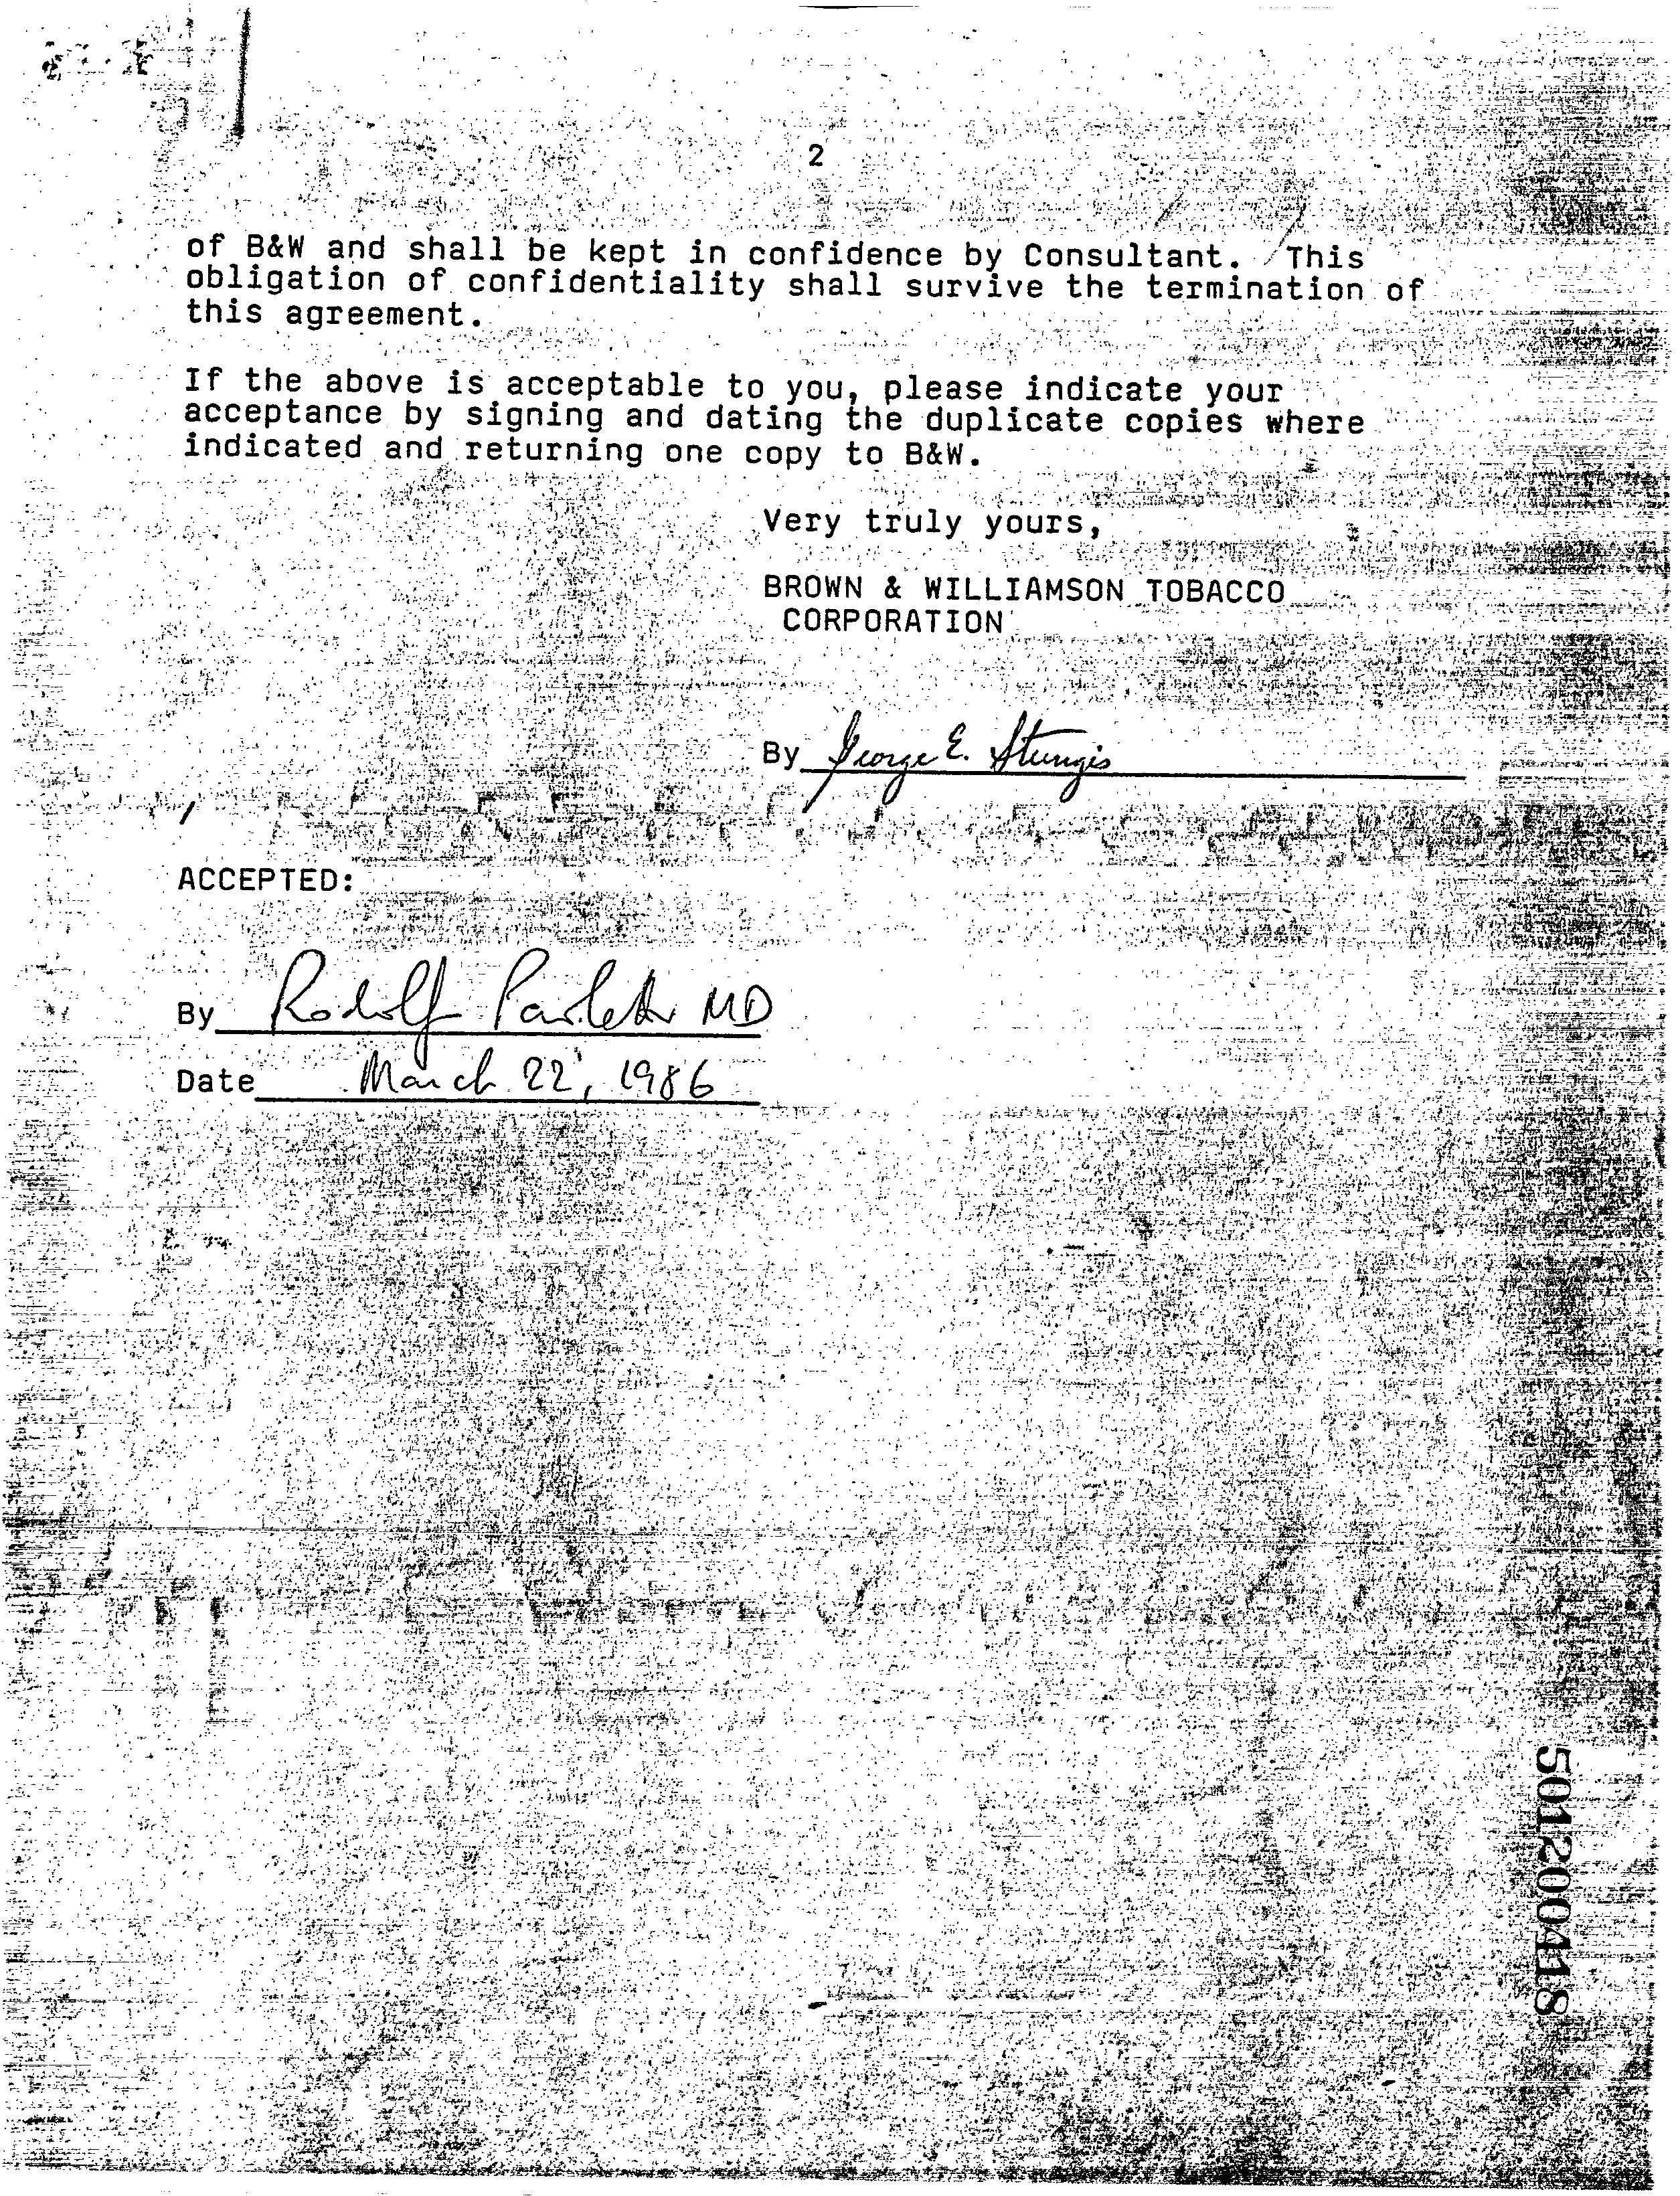 2
of B&W and shall be kept in confidence by Consultant. This
obligation of confidentiality shall survive the termination of
this agreement.
If the above is acceptable to you, please indicate your
acceptance by signing and dating the duplicate copies where
indicated and returning one copy to B&W.
Very truly yours,
BROWN & WILLIAMSON TOBACCO
CORPORATION
By George E. Sturgis
ACCEPTED:
By Rodolfo MD
Date March 22, 1986
501200418